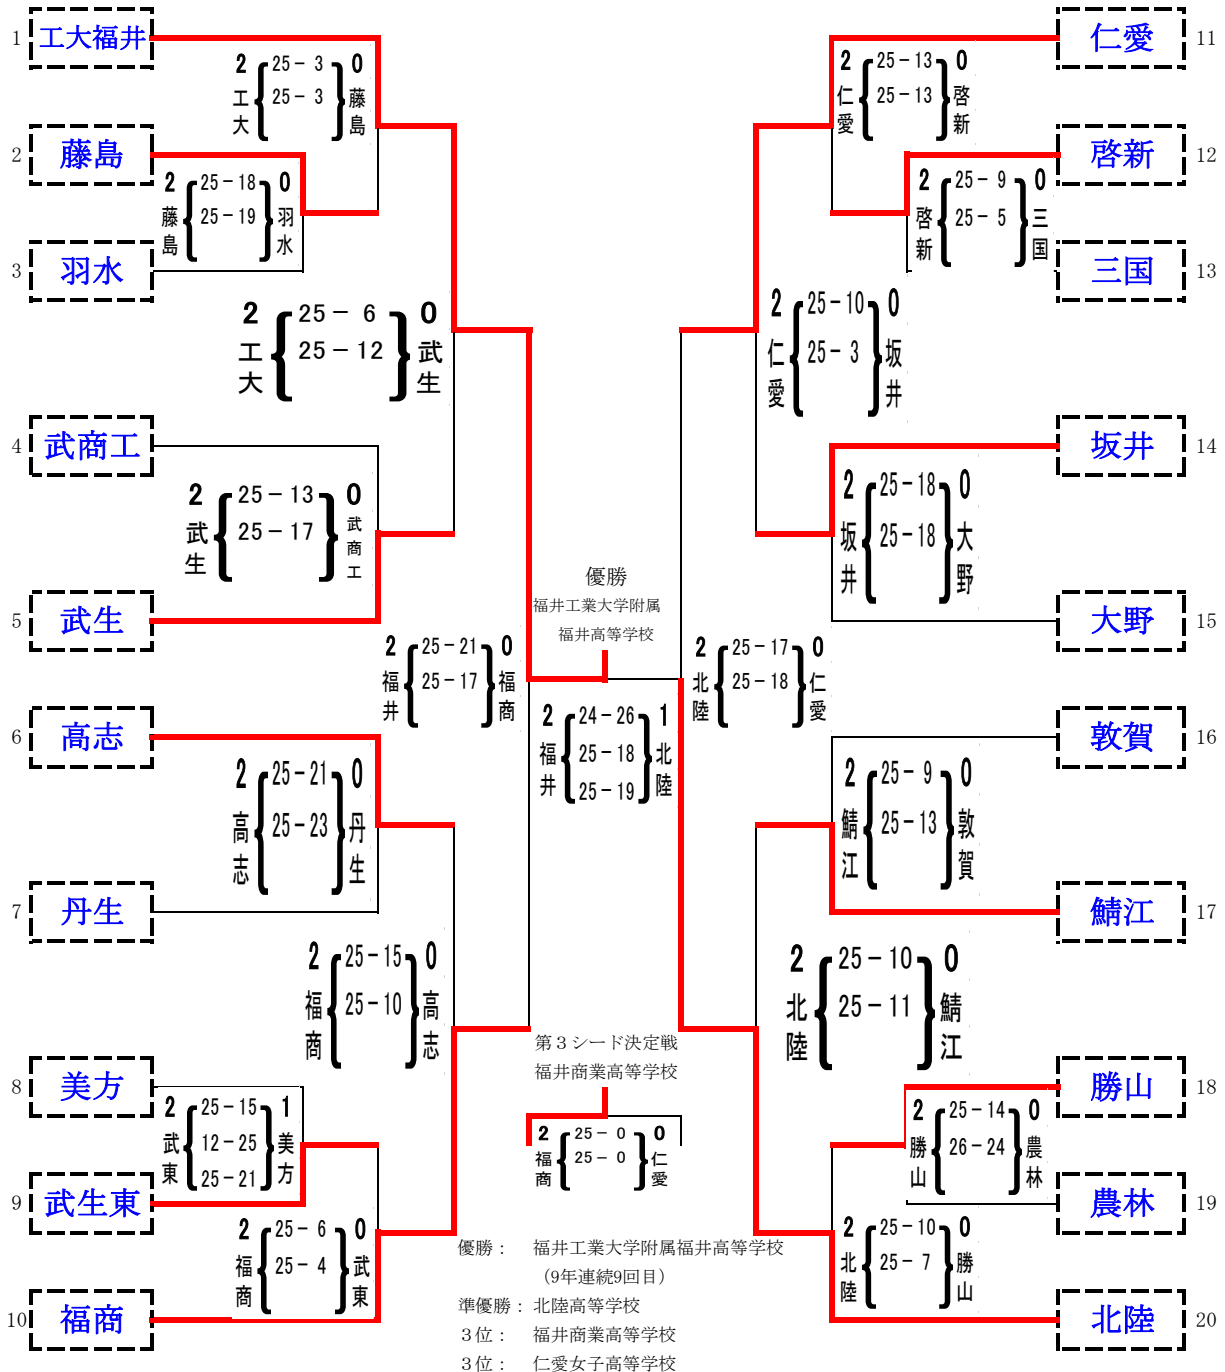 1 工大福井
2 藤島
3 羽水
4 武商工
5 武生
6 高志
7 丹生
8 美方
9 武生東
10 福商
仁愛 11
啓新 12
三国 13
坂井 14
大野 15
敦賀 16
鯖江 17
勝山 18
農林 19
北陸 20
2 工大 25－3 25－3 0 藤島
2 藤島 25－18 25－19 0 羽水
2 工大 25－6 25－12 0 武生
2 武生 25－13 25－17 0 武商工
2 福井 25－21 25－17 0 福商
2 高志 25－21 25－23 0 丹生
2 福商 25－15 25－10 0 高志
2 武東 25－15 12－25 25－21 1 美方
2 福商 25－6 25－4 0 武東
2 仁愛 25－13 25－13 0 啓新
2 啓新 25－9 25－5 0 三国
2 仁愛 25－10 25－3 0 坂井
2 坂井 25－18 25－18 0 大野
2 北陸 25－17 25－18 0 仁愛
2 鯖江 25－9 25－13 0 敦賀
2 北陸 25－10 25－11 0 鯖江
2 勝山 25－14 26－24 0 農林
2 北陸 25－10 25－7 0 勝山
優勝
福井工業大学附属
福井高等学校
2 福井 24－26 25－18 25－19 1 北陸
第３シード決定戦
福井商業高等学校
2 福商 25－0 25－0 0 仁愛
優勝： 福井工業大学附属福井高等学校
（9年連続9回目）
準優勝： 北陸高等学校
３位： 福井商業高等学校
３位： 仁愛女子高等学校